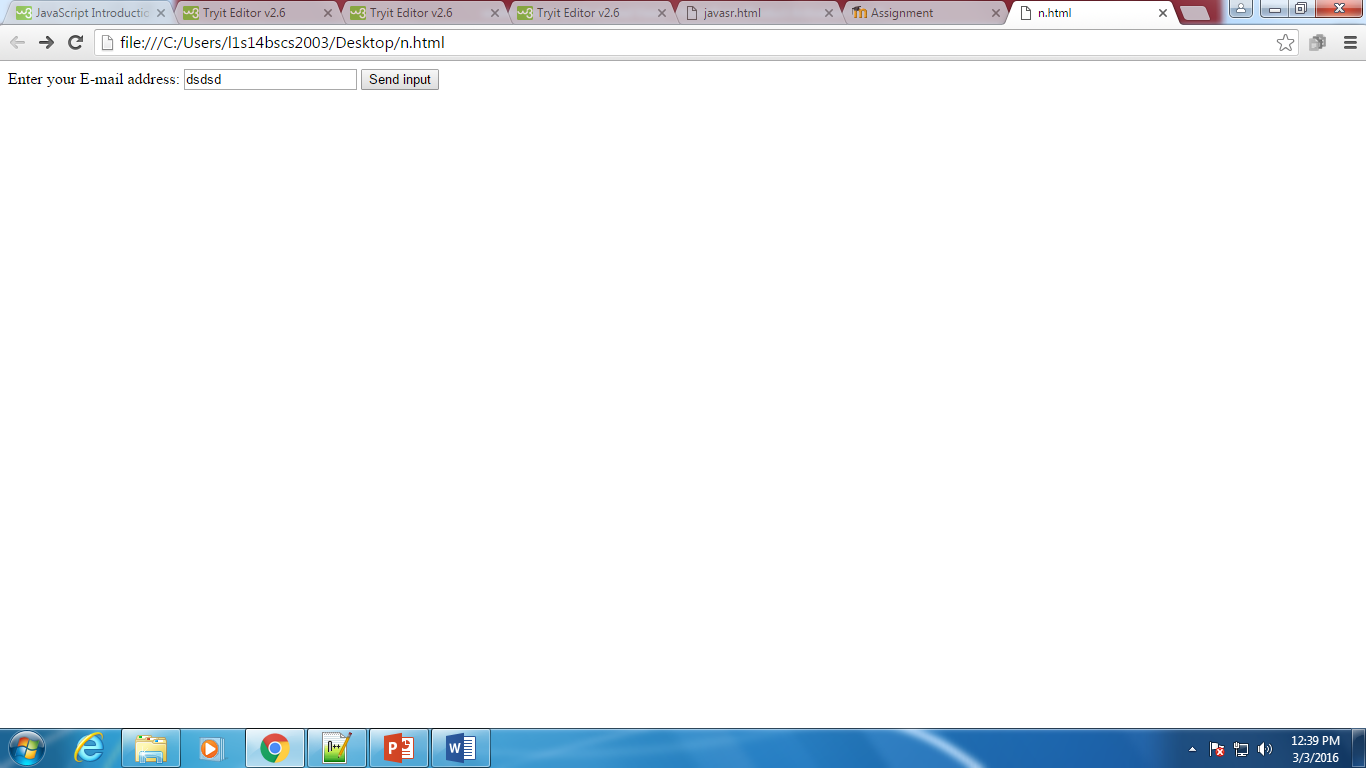 JavaScript Introductic
Tryit Editor v2.6
Tryit Editor v2.6
Tryit Editor v2.6
javasr.html
Assignment
n.html
file:///C:/Users/l1s14bscs2003/Desktop/n.html
Enter your E-mail address: dsdsd Send input
12:39 PM
3/3/2016